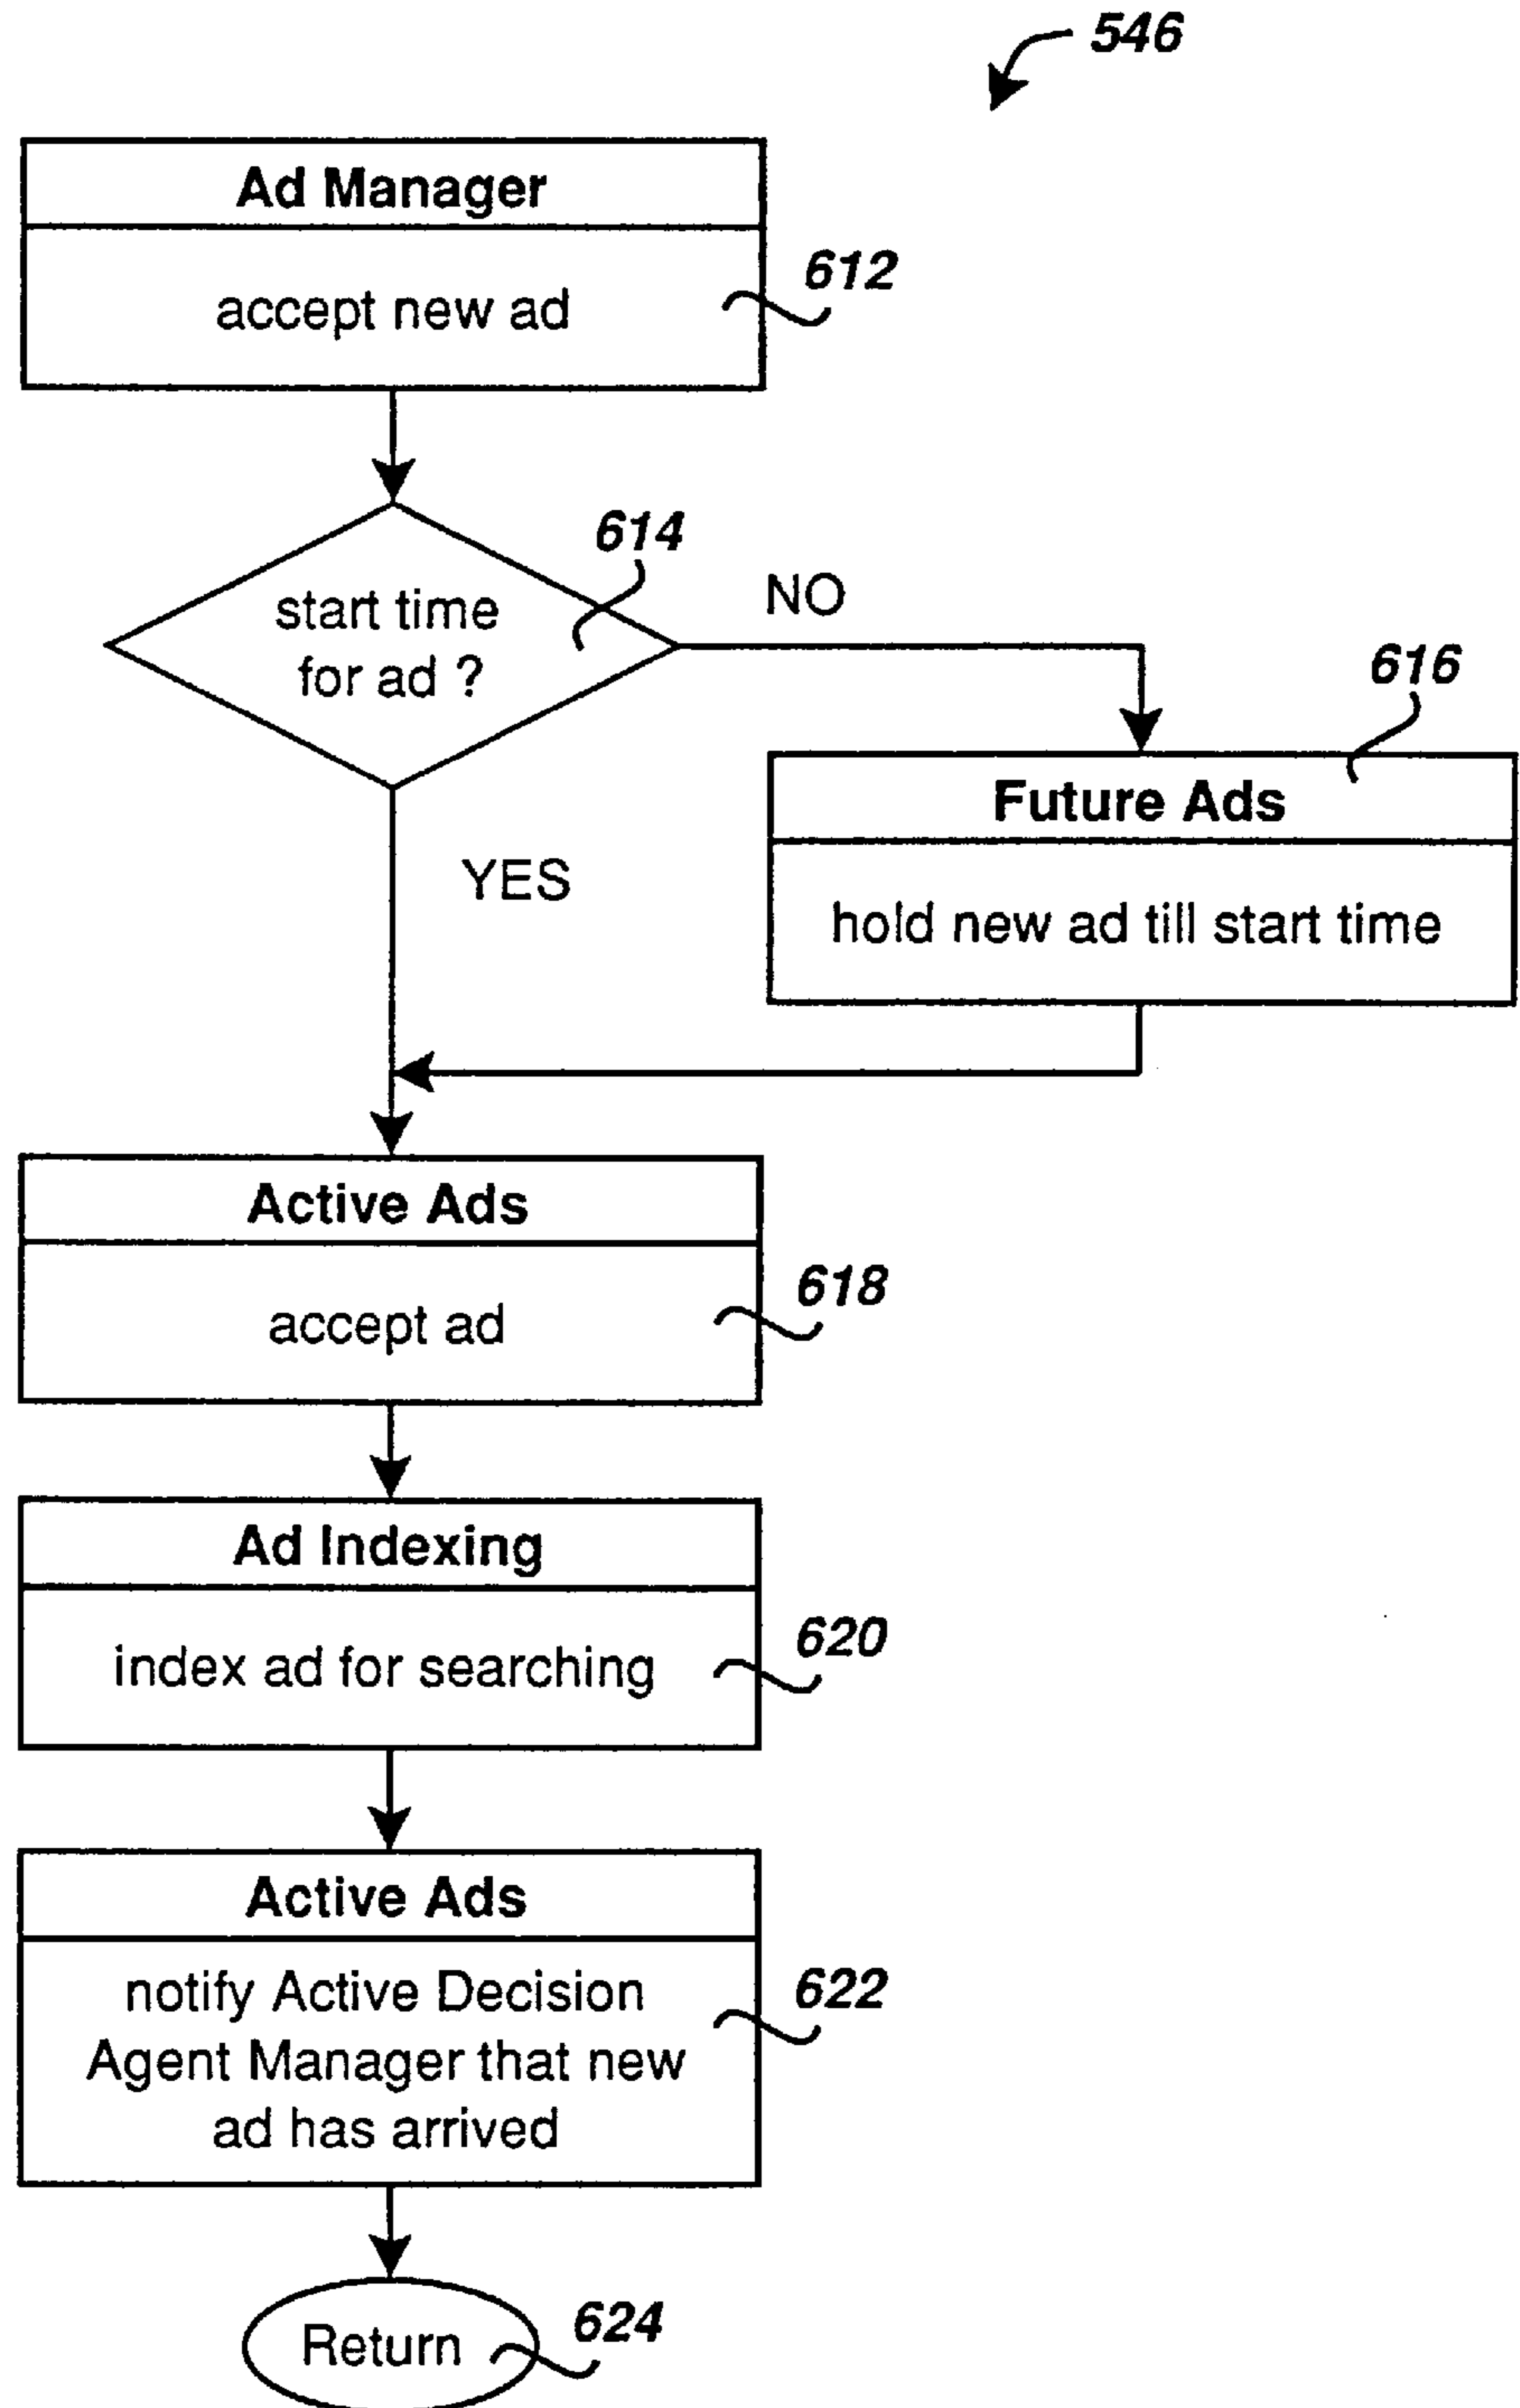 546
Ad Manager
accept new ad
612
start time
for ad ?
614
NO
616
Future Ads
hold new ad till start time
YES
Active Ads
accept ad
618
Ad Indexing
index ad for searching
620
Active Ads
notify Active Decision
Agent Manager that new
ad has arrived
622
Return
624